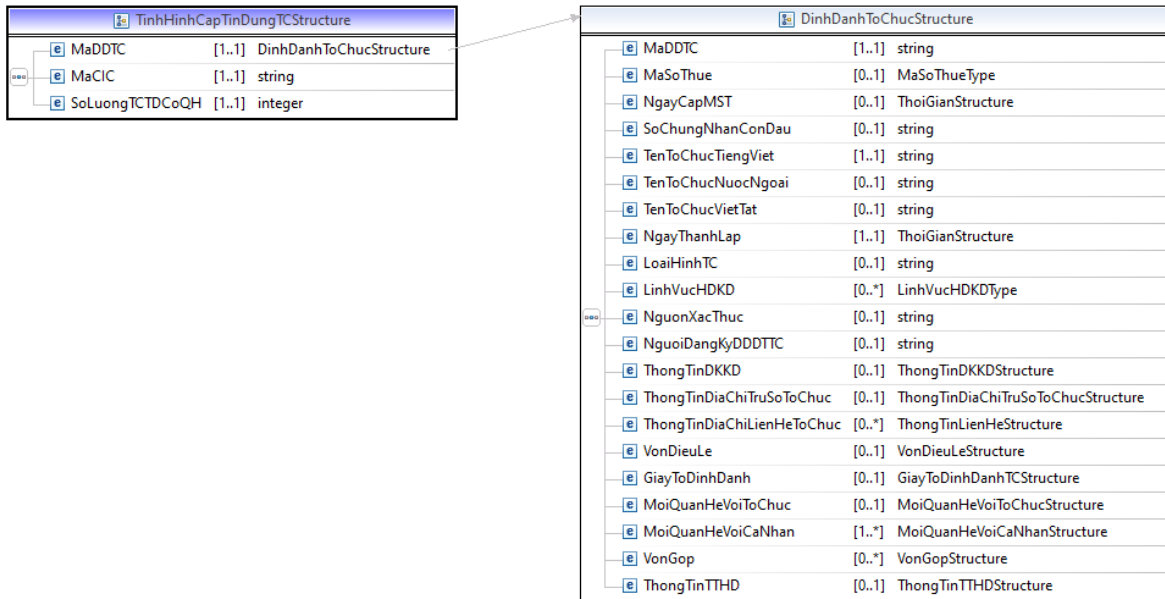 TinhHinhCapTinDungTCStructure
e MaDDTC [1..1] DinhDanhToChucStructure
e MaCIC [1..1] string
e SoLuongTCTDCoQH [1..1] integer
DinhDanhToChucStructure
e MaDDTC [1..1] string
e MaSoThue [0..1] MaSoThueType
e NgayCapMST [0..1] ThoiGianStructure
e SoChungNhanConDau [0..1] string
e TenToChucTiengViet [1..1] string
e TenToChucNuocNgoai [0..1] string
e TenToChucVietTat [0..1] string
e NgayThanhLap [1..1] ThoiGianStructure
e LoaiHinhTC [0..1] string
e LinhVucHDKD [0..*] LinhVucHDKDType
e NguonXacThuc [0..1] string
e NguoiDangKyDDDTTC [0..1] string
e ThongTinDKKD [0..1] ThongTinDKKDStructure
e ThongTinDiaChiTruSoToChuc [0..1] ThongTinDiaChiTruSoToChucStructure
e ThongTinDiaChiLienHeToChuc [0..*] ThongTinLienHeStructure
e VonDieuLe [0..1] VonDieuLeStructure
e GiayToDinhDanh [0..1] GiayToDinhDanhTCStructure
e MoiQuanHeVoiToChuc [0..1] MoiQuanHeVoiToChucStructure
e MoiQuanHeVoiCaNhan [1..*] MoiQuanHeVoiCaNhanStructure
e VonGop [0..*] VonGopStructure
e ThongTinTTHD [0..1] ThongTinTTHDStructure